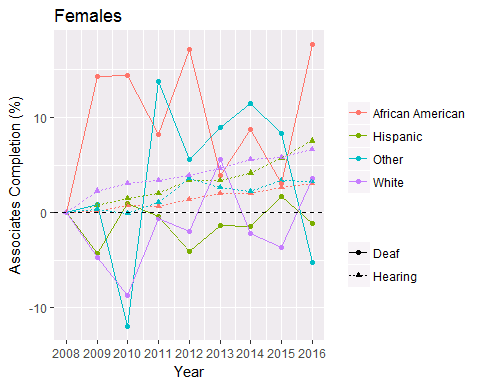 Females
Associates Completion (%)
10
0
-10
2008 2009 2010 2011 2012 2013 2014 2015 2016
Year
African American
Hispanic
Other
White
Deaf
Hearing